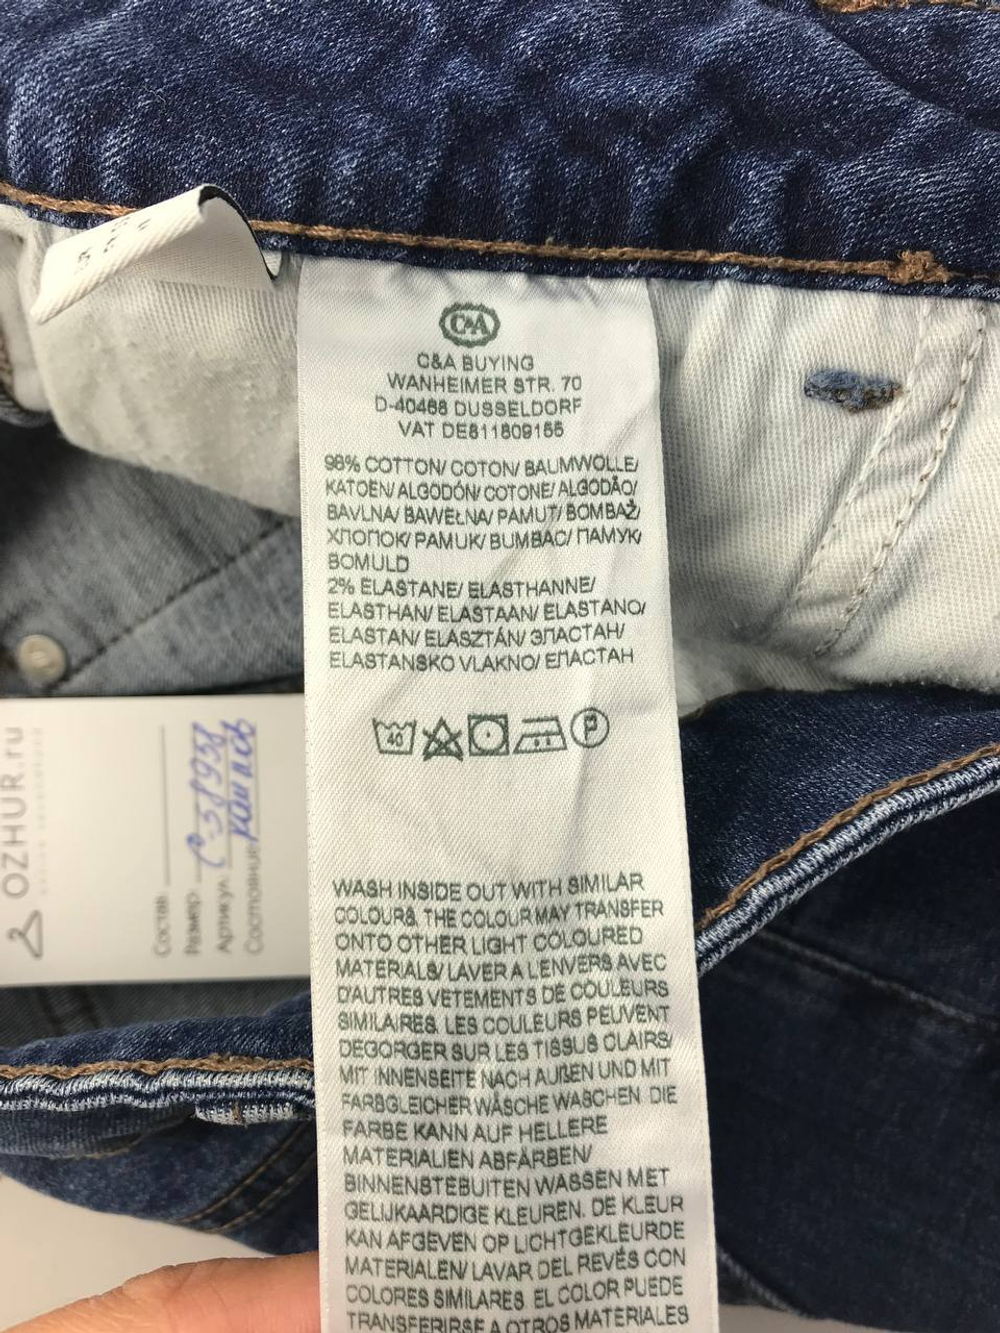 C&A
C&A BUYING
WANHEIMER STR. 70
D-40468 DUSSELDORF
VAT DE811809155
98% COTTON/ COTON/ BAUMWOLLE/
KATOEN/ ALGODÓN/ COTONE/ ALGODÃO/
BAVLNA/ BAWEŁNA/ PAMUT/ BOMBAŽ/
ХЛОПОК/ PAMUK/ BUMBAC/ ПАМУК/
BOMULD
2% ELASTANE/ ELASTHANNE/
ELASTHAN/ ELASTAAN/ ELASTANO/
ELASTAN/ ELASZTÁN/ ЭЛАСТАН/
ELASTANSKO VLAKNO/ ЕЛАСТАН
40
P
WASH INSIDE OUT WITH SIMILAR
COLOURS. THE COLOUR MAY TRANSFER
ONTO OTHER LIGHT COLOURED
MATERIALS/ LAVER A L'ENVERS AVEC
D'AUTRES VETEMENTS DE COULEURS
SIMILAIRES. LES COULEURS PEUVENT
DEGORGER SUR LES TISSUS CLAIRS/
MIT INNENSEITE NACH AUßEN UND MIT
FARBGLEICHER WÄSCHE WASCHEN. DIE
FARBE KANN AUF HELLERE
MATERIALIEN ABFÄRBEN/
BINNENSTEBUITEN WASSEN MET
GELIJKAARDIGE KLEUREN. DE KLEUR
KAN AFGEVEN OP LICHTGEKLEURDE
MATERIALEN/ LAVAR DEL REVÉS CON
COLORES SIMILARES. EL COLOR PUEDE
TRANSFERIRSE A OTROS MATERIALES
OZHUR.ru
Состав
Размер
Артикул С-38938
Состояние